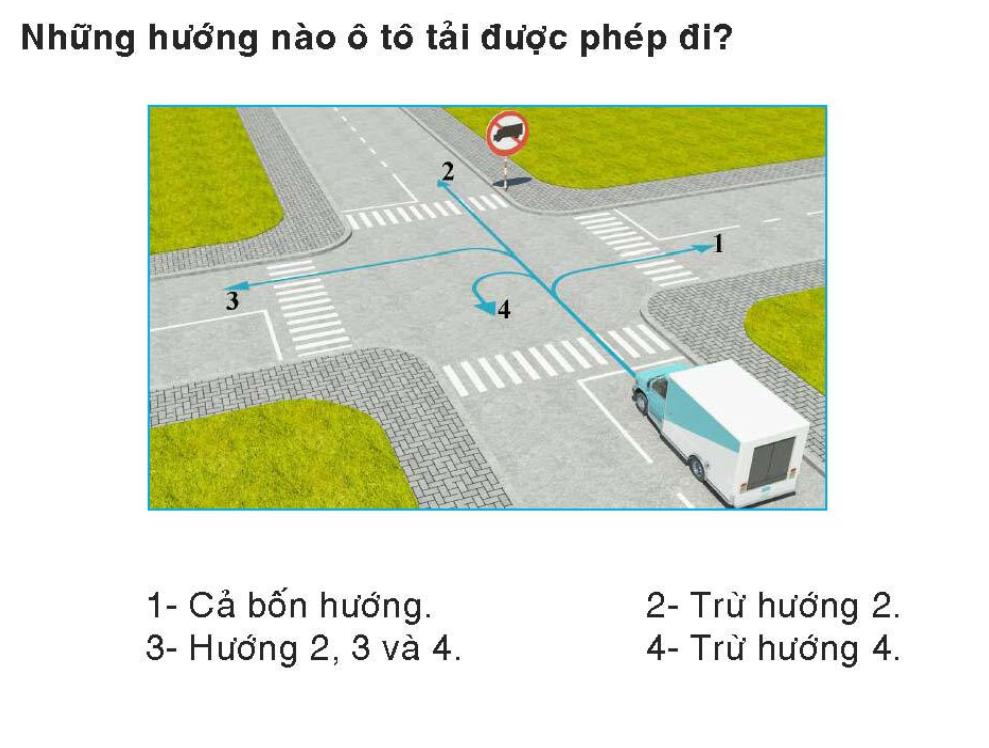 Những hướng nào ô tô tải được phép đi?
2
1
3
4
1- Cả bốn hướng.
2- Trừ hướng 2.
3- Hướng 2, 3 và 4.
4- Trừ hướng 4.